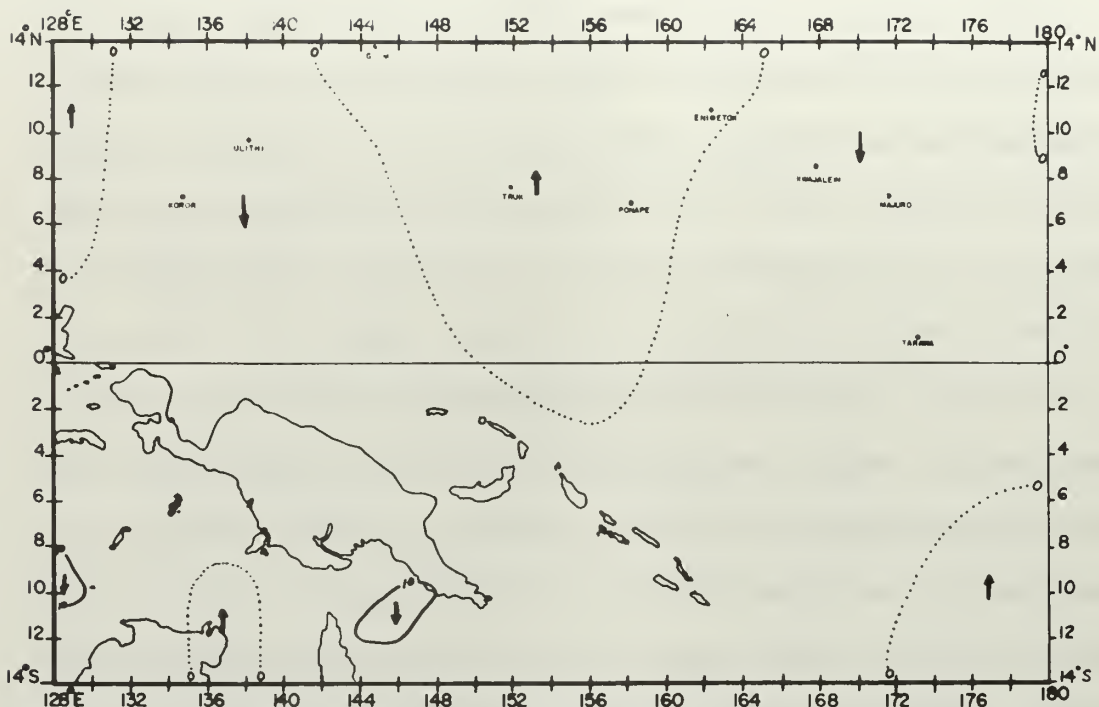 128°E 132 136 140 144 148 152 156 160 164 168 172 176 180
14°N 0 0 0 0 14°N
12 12
ENIWETOK
10 10
ULITHI
8 KWAJALEIN 0 8
KOROR TRUK PONAPE MAJURO
6 6
4 0 4
2 2
TARAWA
0 0°
2 2
4 4
0
6 6
8 8
10 10 10
12 12
14°S 0 0 0 14°S
128°E 132 136 140 144 148 152 156 160 164 168 172 176 180